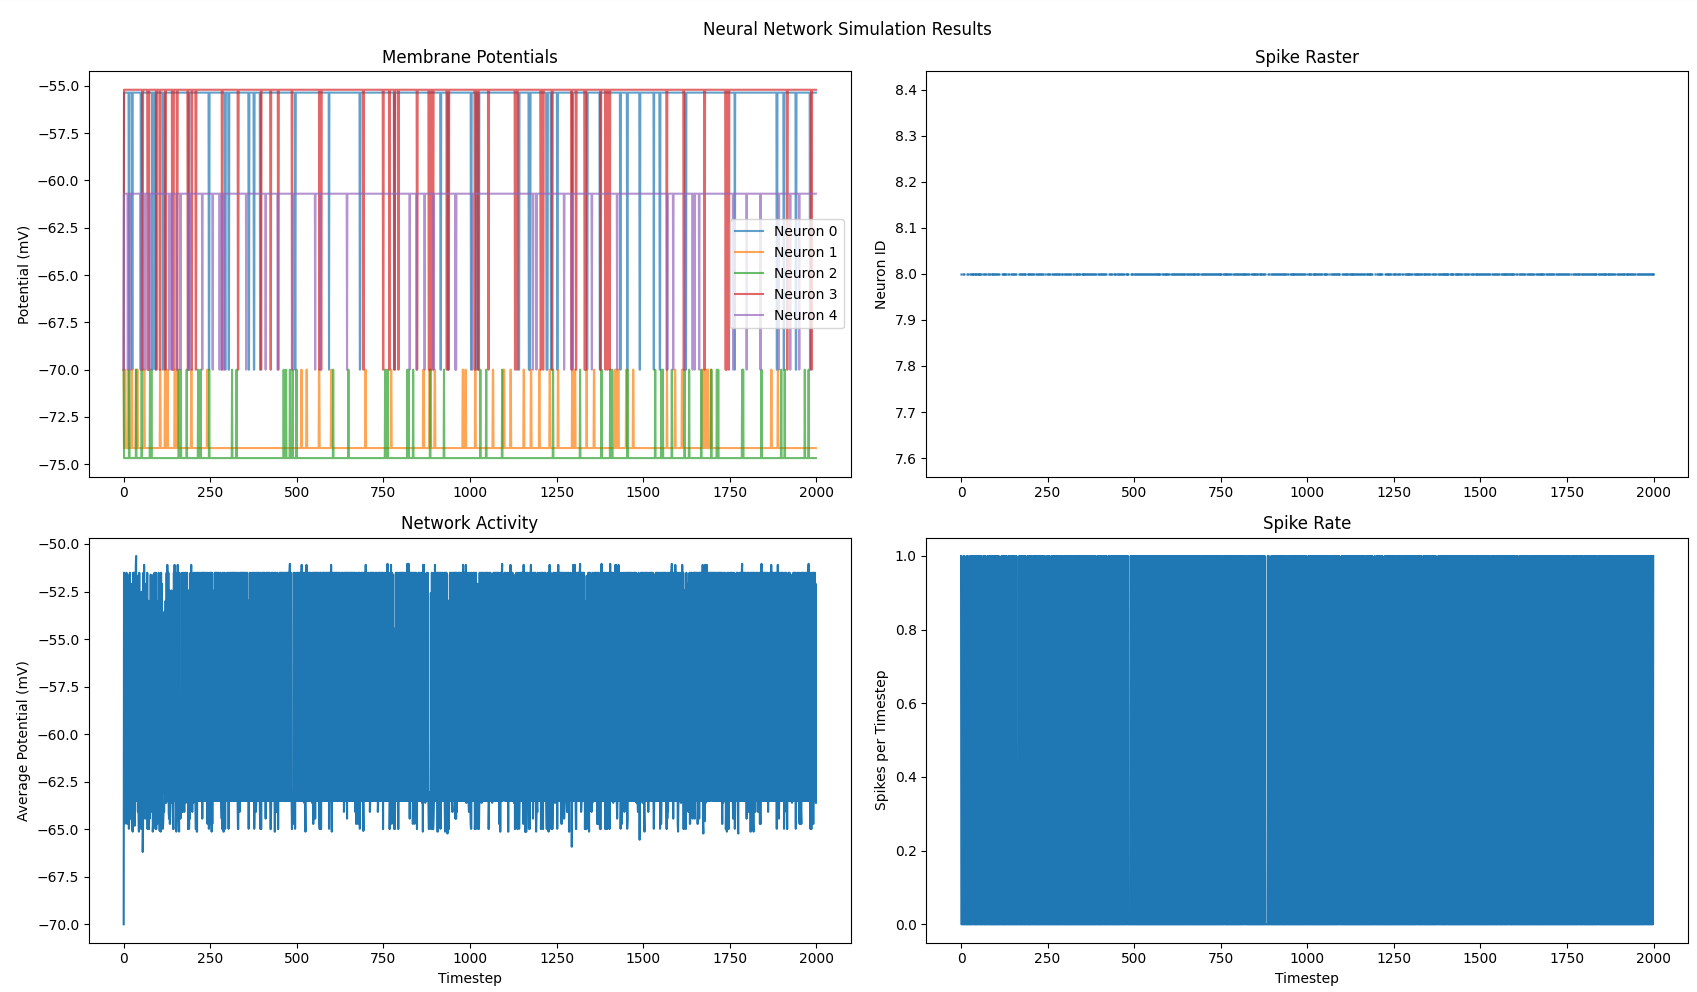 Neural Network Simulation Results
Membrane Potentials
Potential (mV)
−55.0
−57.5
−60.0
−62.5
−65.0
−67.5
−70.0
−72.5
−75.0
Neuron 0
Neuron 1
Neuron 2
Neuron 3
Neuron 4
0 250 500 750 1000 1250 1500 1750 2000
Spike Raster
Neuron ID
8.4
8.3
8.2
8.1
8.0
7.9
7.8
7.7
7.6
0 250 500 750 1000 1250 1500 1750 2000
Network Activity
Average Potential (mV)
−50.0
−52.5
−55.0
−57.5
−60.0
−62.5
−65.0
−67.5
−70.0
0 250 500 750 1000 1250 1500 1750 2000
Timestep
Spike Rate
Spikes per Timestep
1.0
0.8
0.6
0.4
0.2
0.0
0 250 500 750 1000 1250 1500 1750 2000
Timestep